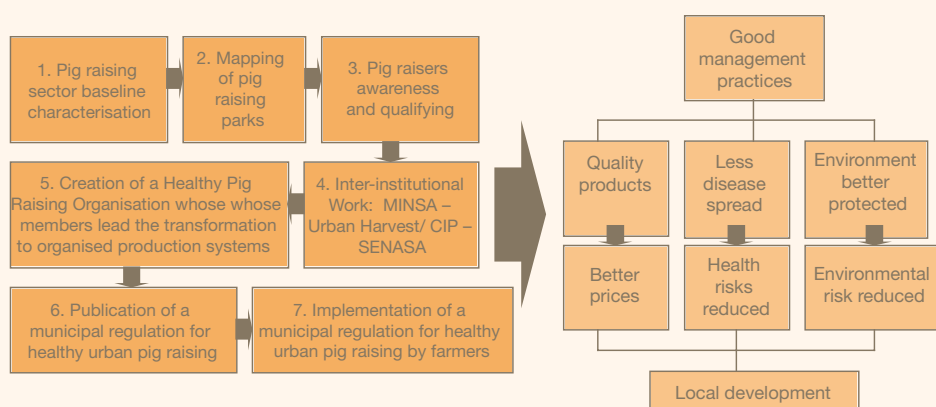 1. Pig raising
sector baseline
characterisation
2. Mapping
of pig
raising
parks
3. Pig raisers
awareness
and qualifying
5. Creation of a Healthy Pig
Raising Organisation whose whose
members lead the transformation
to organised production systems
4. Inter-institutional
Work: MINSA –
Urban Harvest/ CIP –
SENASA
6. Publication of a
municipal regulation for
healthy urban pig raising
7. Implementation of a
municipal regulation for healthy
urban pig raising by farmers
Good
management
practices
Quality
products
Less
disease
spread
Environment
better
protected
Better
prices
Health
risks
reduced
Environmental
risk reduced
Local development